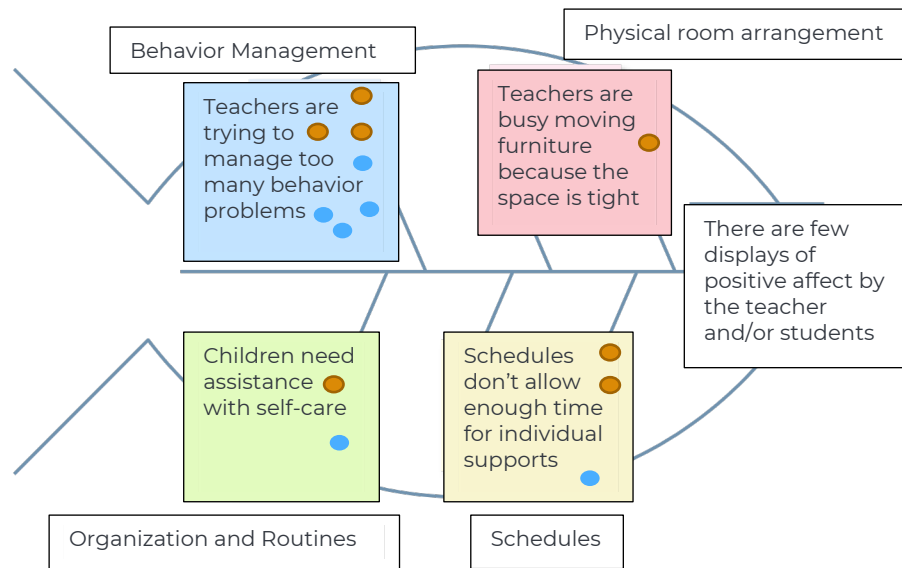 Behavior Management
Physical room arrangement
Teachers are
trying to
manage too
many behavior
problems
Teachers are
busy moving
furniture
because the
space is tight
There are few
displays of
positive affect by
the teacher
and/or students
Children need
assistance
with self-care
Schedules
don’t allow
enough time
for individual
supports
Organization and Routines
Schedules